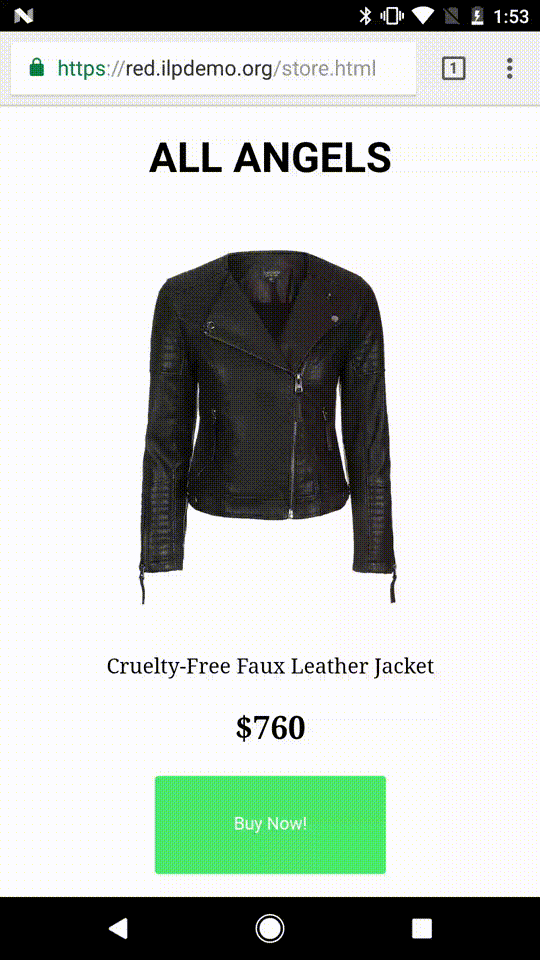 1:53
https://red.ilpdemo.org/store.html
1
ALL ANGELS
Cruelty-Free Faux Leather Jacket
$760
Buy Now!